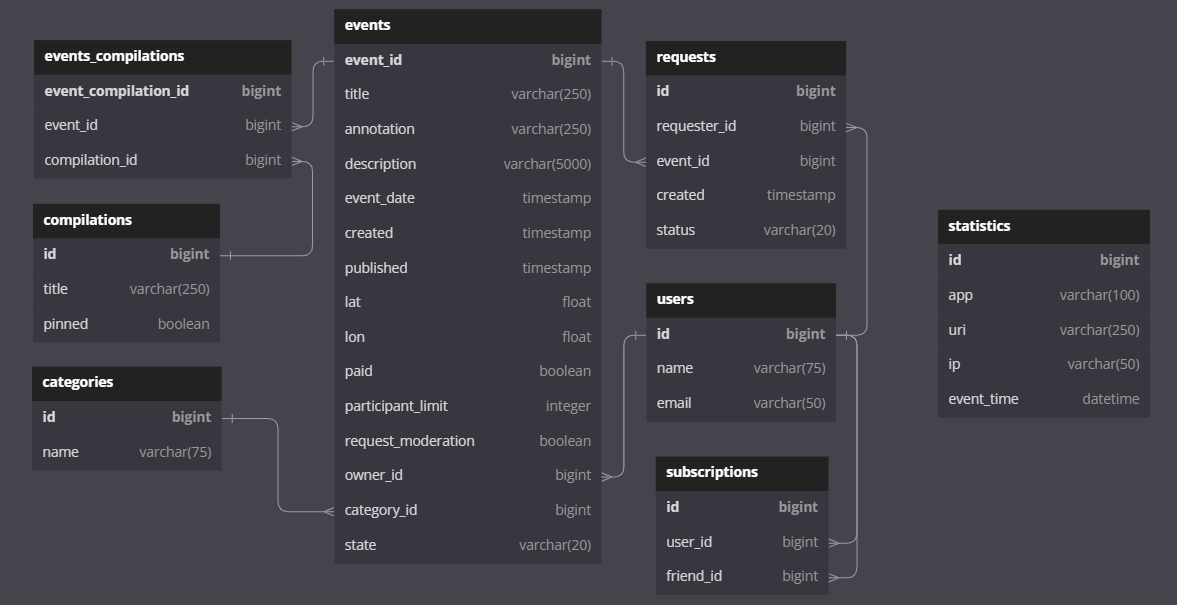 events_compilations
event_compilation_id bigint
event_id bigint
compilation_id bigint
compilations
id bigint
title varchar(250)
pinned boolean
categories
id bigint
name varchar(75)
events
event_id bigint
title varchar(250)
annotation varchar(250)
description varchar(5000)
event_date timestamp
created timestamp
published timestamp
lat float
lon float
paid boolean
participant_limit integer
request_moderation boolean
owner_id bigint
category_id bigint
state varchar(20)
requests
id bigint
requester_id bigint
event_id bigint
created timestamp
status varchar(20)
users
id bigint
name varchar(75)
email varchar(50)
subscriptions
id bigint
user_id bigint
friend_id bigint
statistics
id bigint
app varchar(100)
uri varchar(250)
ip varchar(50)
event_time datetime